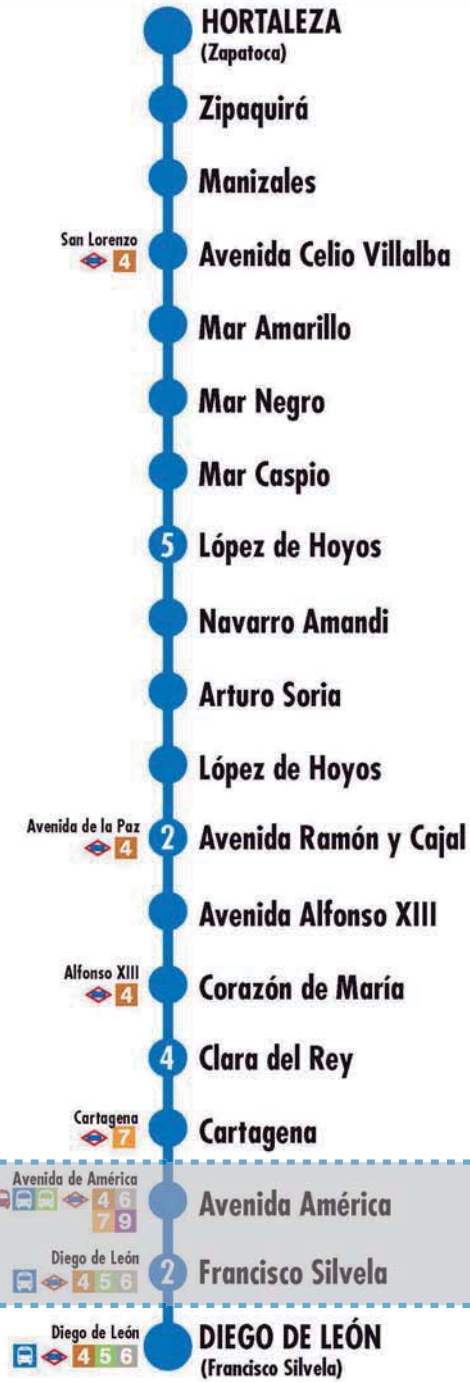 HORTALEZA
(Zapatoca)
Zipaquirá
Manizales
San Lorenzo
4
Avenida Celio Villalba
Mar Amarillo
Mar Negro
Mar Caspio
5 López de Hoyos
Navarro Amandi
Arturo Soria
López de Hoyos
Avenida de la Paz
4
2 Avenida Ramón y Cajal
Avenida Alfonso XIII
Alfonso XIII
4
Corazón de María
4 Clara del Rey
Cartagena
7
Cartagena
Avenida de América
4 6
7 9
Avenida América
Diego de León
4 5 6
2 Francisco Silvela
Diego de León
4 5 6
DIEGO DE LEÓN
(Francisco Silvela)